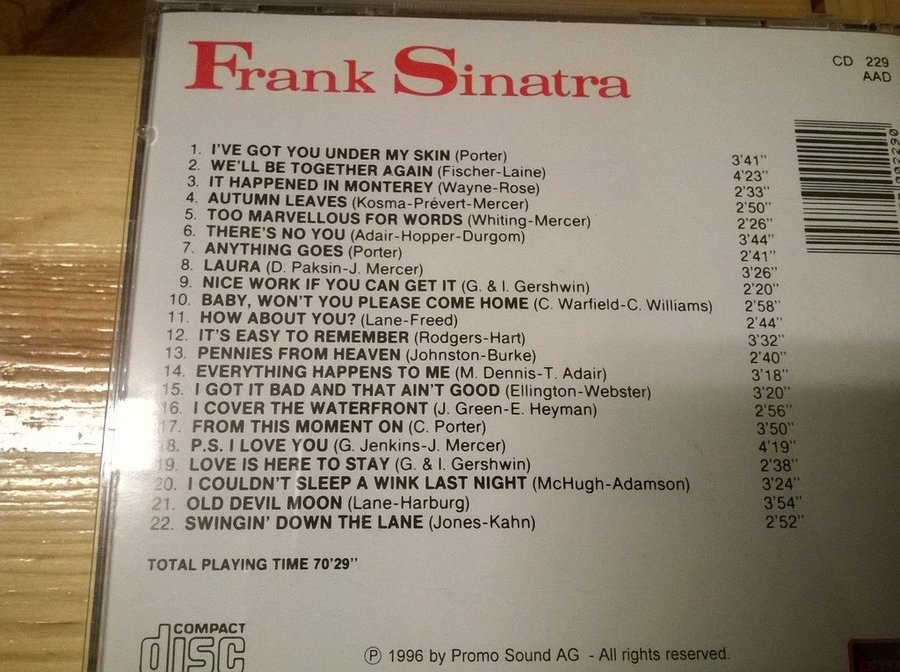 Frank Sinatra
CD 229
AAD
1. I'VE GOT YOU UNDER MY SKIN (Porter) 3'41"
2. WE'LL BE TOGETHER AGAIN (Fischer-Laine) 4'23"
3. IT HAPPENED IN MONTEREY (Wayne-Rose) 2'33"
4. AUTUMN LEAVES (Kosma-Prévert-Mercer) 2'50"
5. TOO MARVELLOUS FOR WORDS (Whiting-Mercer) 2'26"
6. THERE'S NO YOU (Adair-Hopper-Durgom) 3'44"
7. ANYTHING GOES (Porter) 2'41"
8. LAURA (D. Paksin-J. Mercer) 3'26"
9. NICE WORK IF YOU CAN GET IT (G. & I. Gershwin) 2'20"
10. BABY, WON'T YOU PLEASE COME HOME (C. Warfield-C. Williams) 2'58"
11. HOW ABOUT YOU? (Lane-Freed) 2'44"
12. IT'S EASY TO REMEMBER (Rodgers-Hart) 3'32"
13. PENNIES FROM HEAVEN (Johnston-Burke) 2'40"
14. EVERYTHING HAPPENS TO ME (M. Dennis-T. Adair) 3'18"
15. I GOT IT BAD AND THAT AIN'T GOOD (Ellington-Webster) 3'20"
16. I COVER THE WATERFRONT (J. Green-E. Heyman) 2'56"
17. FROM THIS MOMENT ON (C. Porter) 3'50"
18. P.S. I LOVE YOU (G. Jenkins-J. Mercer) 4'19"
19. LOVE IS HERE TO STAY (G. & I. Gershwin) 2'38"
20. I COULDN'T SLEEP A WINK LAST NIGHT (McHugh-Adamson) 3'24"
21. OLD DEVIL MOON (Lane-Harburg) 3'54"
22. SWINGIN' DOWN THE LANE (Jones-Kahn) 2'52"
TOTAL PLAYING TIME 70'29"
COMPACT
disc
℗ 1996 by Promo Sound AG - All rights reserved.